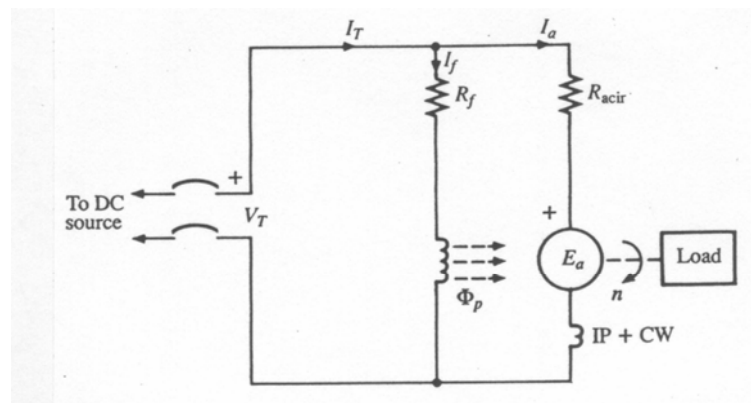 I_T
I_a
I_f
R_f
R_acir
+
To DC
source
V_T
+
E_a
Load
n
Φ_p
IP + CW